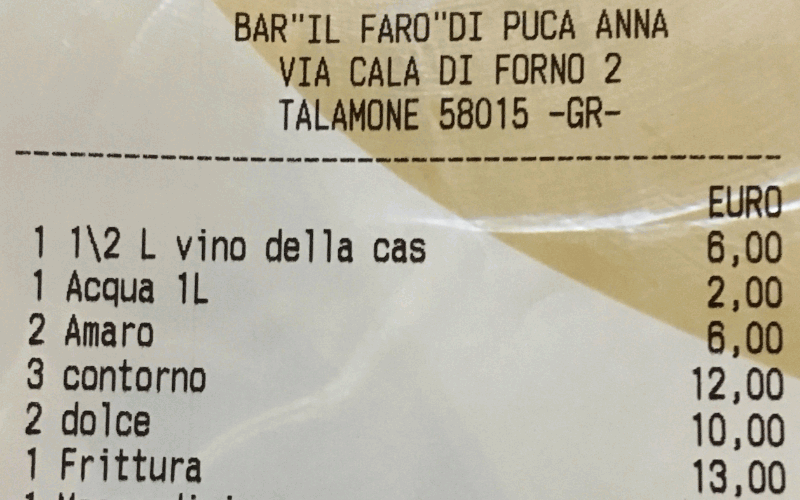 BAR"IL FARO"DI PUCA ANNA
VIA CALA DI FORNO 2
TALAMONE 58015 -GR-
EURO
1 1\2 L vino della cas 6,00
1 Acqua 1L 2,00
2 Amaro 6,00
3 contorno 12,00
2 dolce 10,00
1 Frittura 13,00